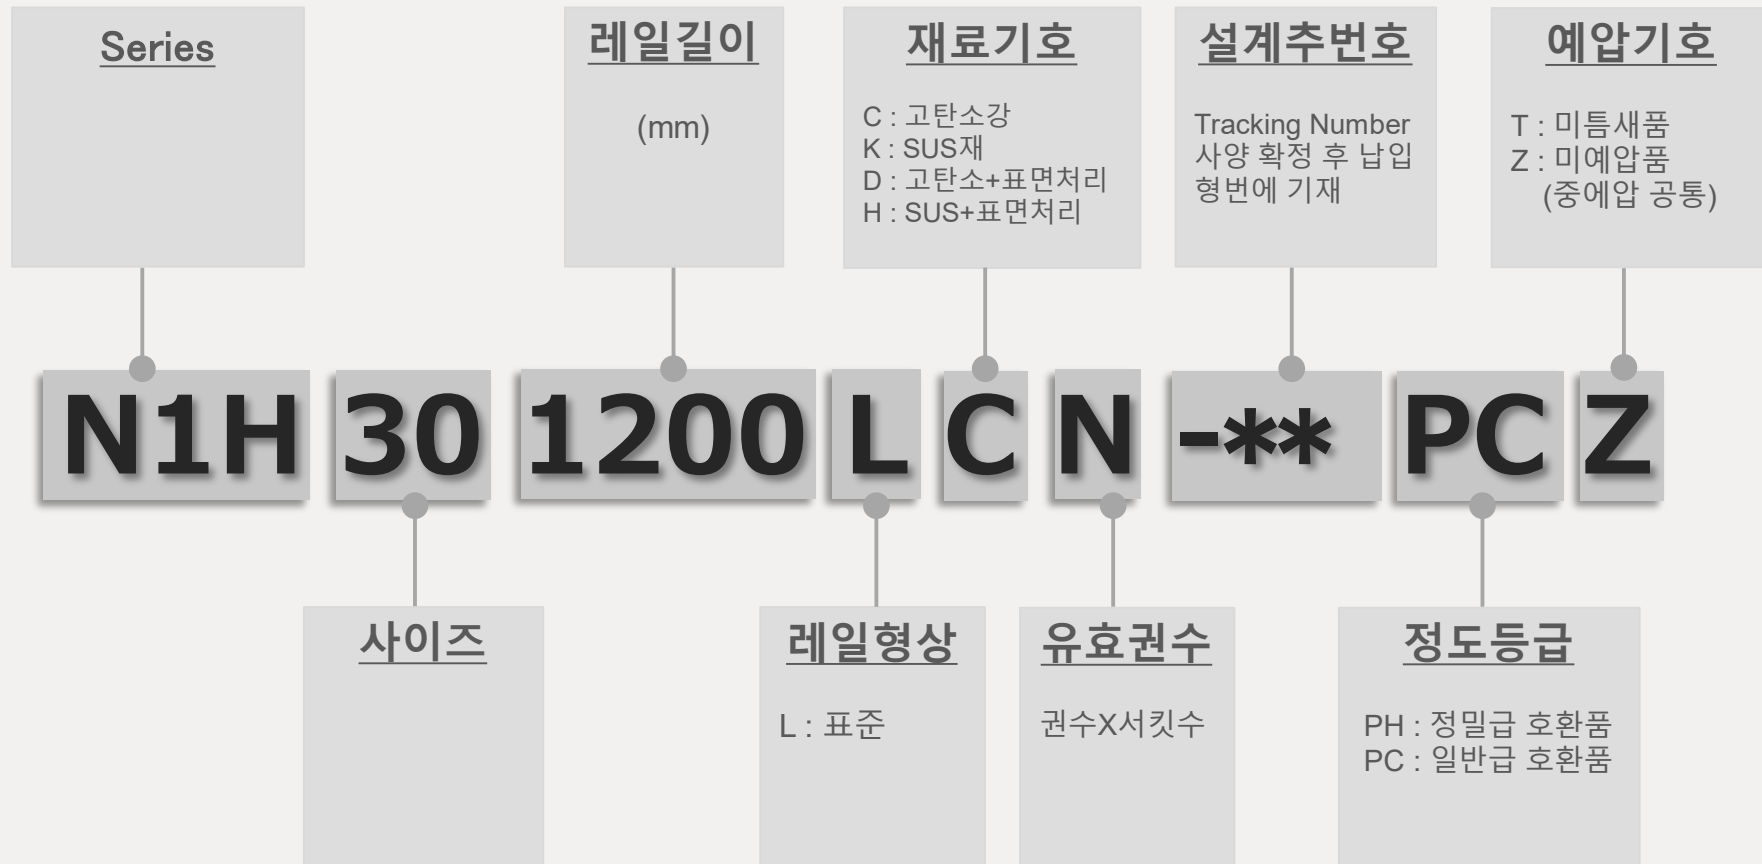 Series
레일길이
(mm)
재료기호
C : 고탄소강
K : SUS재
D : 고탄소+표면처리
H : SUS+표면처리
설계추번호
Tracking Number
사양 확정 후 납입
형번에 기재
예압기호
T : 미틈새품
Z : 미예압품
(중에압 공통)
N1H 30 1200 L C N -** PC Z
사이즈
레일형상
L : 표준
유효권수
권수X서킷수
정도등급
PH : 정밀급 호환품
PC : 일반급 호환품